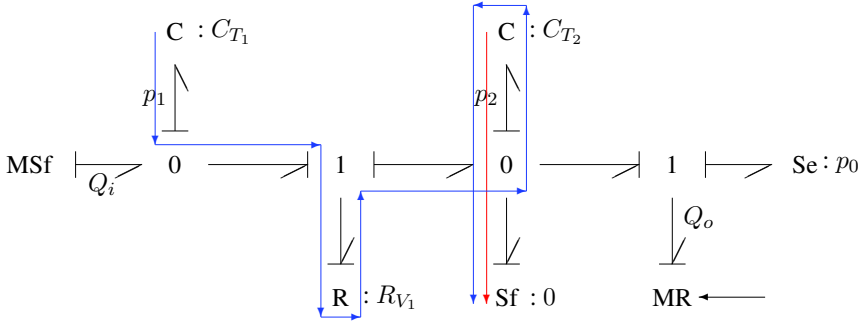 C : C_{T_1} C : C_{T_2}
p_1 p_2
MSf 0 1 0 1 Se : p_0
Q_i Q_o
R : R_{V_1} Sf : 0 MR